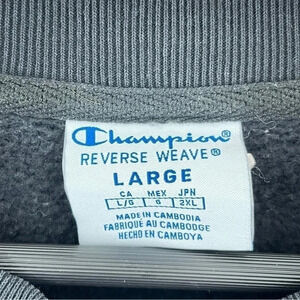 Champion®
REVERSE WEAVE®
LARGE
CA MEX JPN
L/G G 2XL
MADE IN CAMBODIA
FABRIQUÉ AU CAMBODGE
HECHO EN CAMBOYA